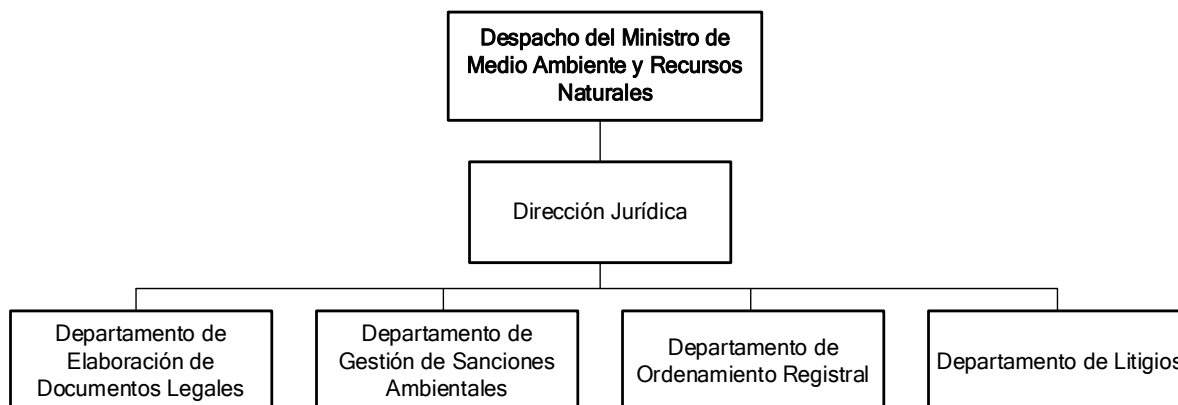 Despacho del Ministro de
Medio Ambiente y Recursos
Naturales
Dirección Jurídica
Departamento de
Elaboración de
Documentos Legales
Departamento de
Gestión de Sanciones
Ambientales
Departamento de
Ordenamiento Registral
Departamento de Litigios